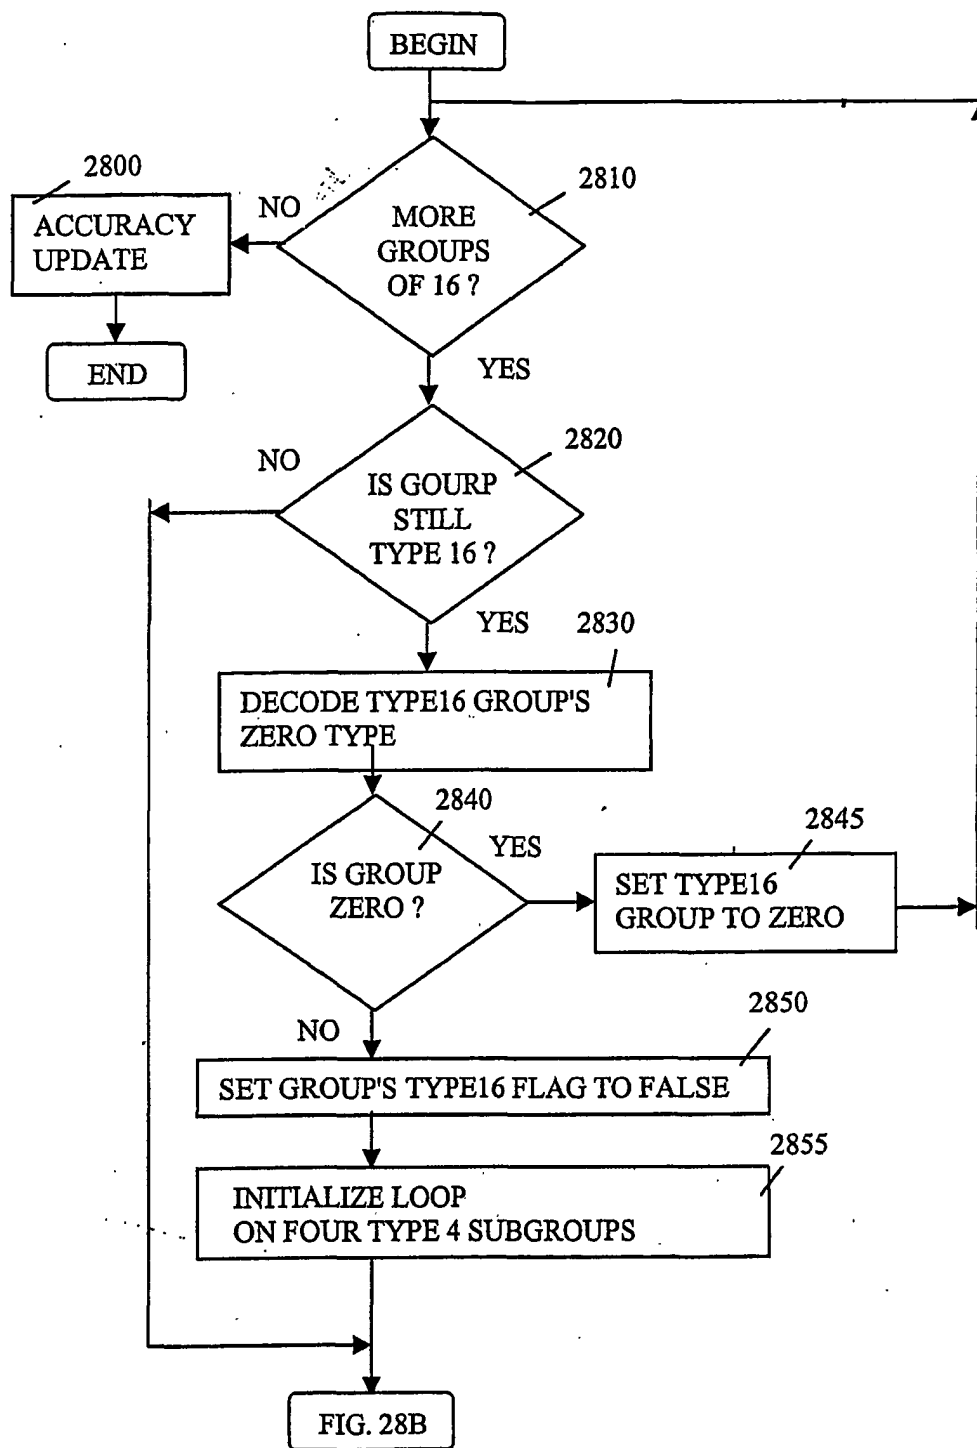 BEGIN
2800
2810
NO
ACCURACY
UPDATE
MORE
GROUPS
OF 16 ?
END
YES
2820
NO
IS GOURP
STILL
TYPE 16 ?
YES
2830
DECODE TYPE16 GROUP'S
ZERO TYPE
2840
2845
YES
IS GROUP
ZERO ?
SET TYPE16
GROUP TO ZERO
2850
NO
SET GROUP'S TYPE16 FLAG TO FALSE
2855
INITIALIZE LOOP
ON FOUR TYPE 4 SUBGROUPS
FIG. 28B